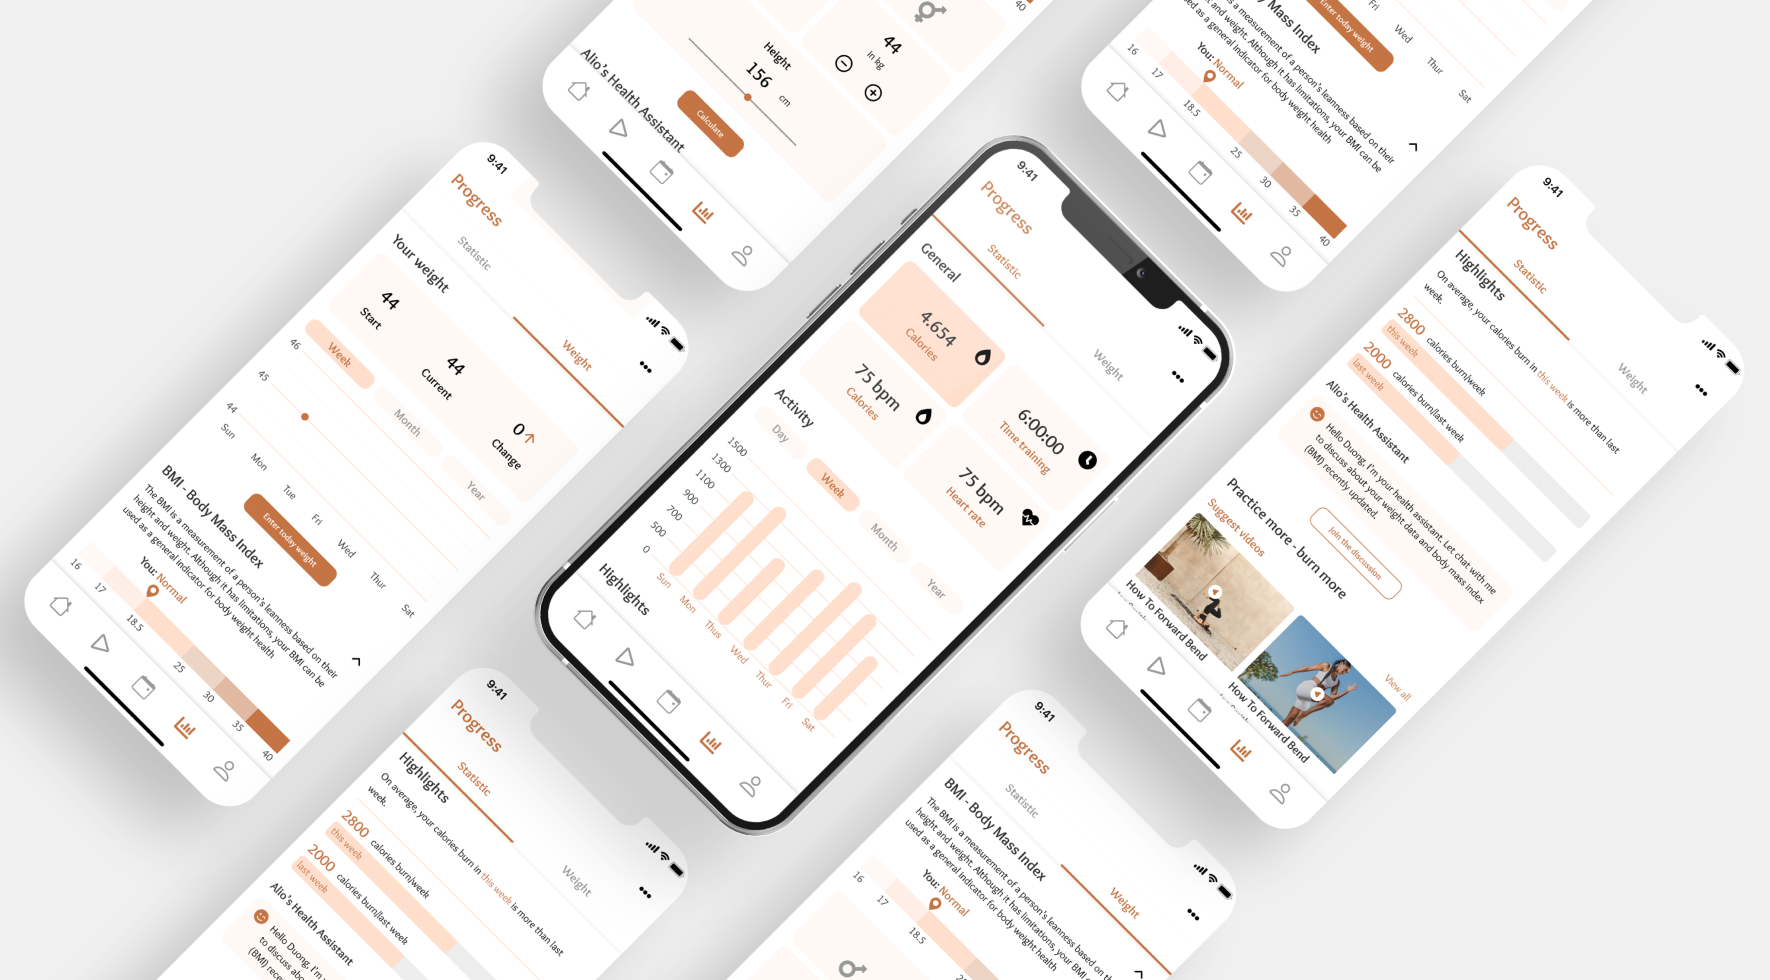 Height
156
cm
44
in kg
Calculate
Alio's Health Assistant
40
Fri
Wed
Thur
Sat
Enter today weight
y Mass Index
a measurement of a person's leanness based on their
and weight. Although it has limitations, your BMI can be
used as a general indicator for body weight health
You: Normal
16
17
18.5
25
30
35
40
9:41
Progress
Statistic
Weight
Your weight
44
Start
44
Current
0
Change
Week
Month
Year
46
45
44
Sun
Mon
Tue
Fri
Wed
Thur
Sat
Enter today weight
BMI - Body Mass Index
The BMI is a measurement of a person's leanness based on their
height and weight. Although it has limitations, your BMI can be
used as a general indicator for body weight health
You: Normal
16
17
18.5
25
30
35
40
9:41
Progress
Statistic
Weight
General
4.654
Calories
6:00:00
Time training
75 bpm
Calories
75 bpm
Heart rate
Activity
Day
Week
Month
Year
1500
1300
1100
900
700
500
0
Sun
Mon
Thus
Wed
Thur
Fri
Sat
Highlights
9:41
Progress
Statistic
Weight
Highlights
On average, your calories burn in this week is more than last
week.
2800 calories burn/week
this week
2000 calories burn/last week
last week
Alio's Health Assistant
Hello Duong, I'm your health assistant. Let chat with me
to discuss about your weight data and body mass index
(BMI) recently updated.
Join the discussion
Practice more - burn more
Suggest videos
View all
How To Forward Bend
How To Forward Bend
9:41
Progress
Statistic
Weight
Highlights
On average, your calories burn in this week is more than last
week.
2800 calories burn/week
this week
2000 calories burn/last week
last week
Alio's Health Assistant
Hello Duong, I'm
to discuss
(BMI)
9:41
Progress
Statistic
Weight
BMI - Body Mass Index
The BMI is a measurement of a person's leanness based on
height and weight. Although it has limitations, your BMI
used as a general indicator for body weight health
You: Normal
16
17
18.5